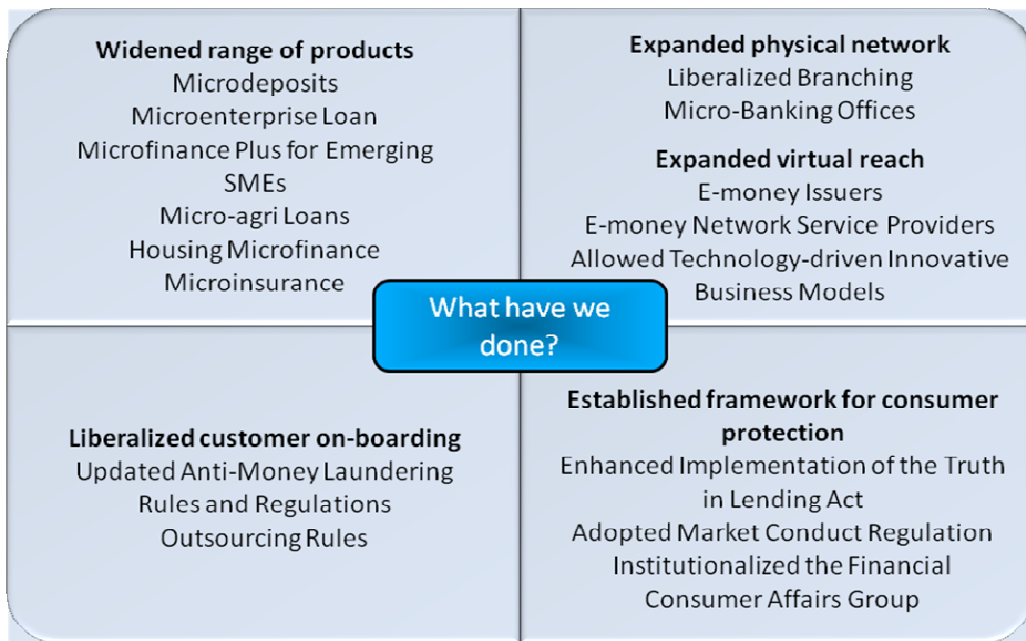 Widened range of products
Microdeposits
Microenterprise Loan
Microfinance Plus for Emerging
SMEs
Micro-agri Loans
Housing Microfinance
Microinsurance
Expanded physical network
Liberalized Branching
Micro-Banking Offices
Expanded virtual reach
E-money Issuers
E-money Network Service Providers
Allowed Technology-driven Innovative
Business Models
What have we
done?
Liberalized customer on-boarding
Updated Anti-Money Laundering
Rules and Regulations
Outsourcing Rules
Established framework for consumer
protection
Enhanced Implementation of the Truth
in Lending Act
Adopted Market Conduct Regulation
Institutionalized the Financial
Consumer Affairs Group